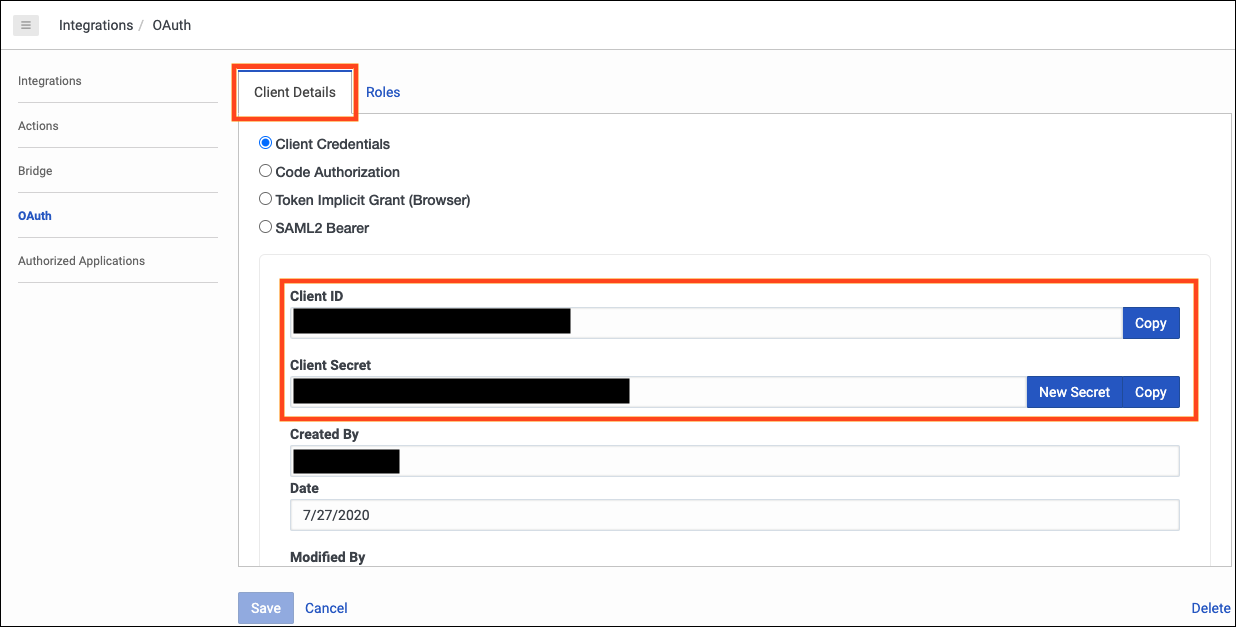 Integrations / OAuth
Integrations
Actions
Bridge
OAuth
Authorized Applications
Client Details Roles
Client Credentials
Code Authorization
Token Implicit Grant (Browser)
SAML2 Bearer
Client ID
Copy
Client Secret
New Secret Copy
Created By
Date
7/27/2020
Modified By
Save Cancel Delete